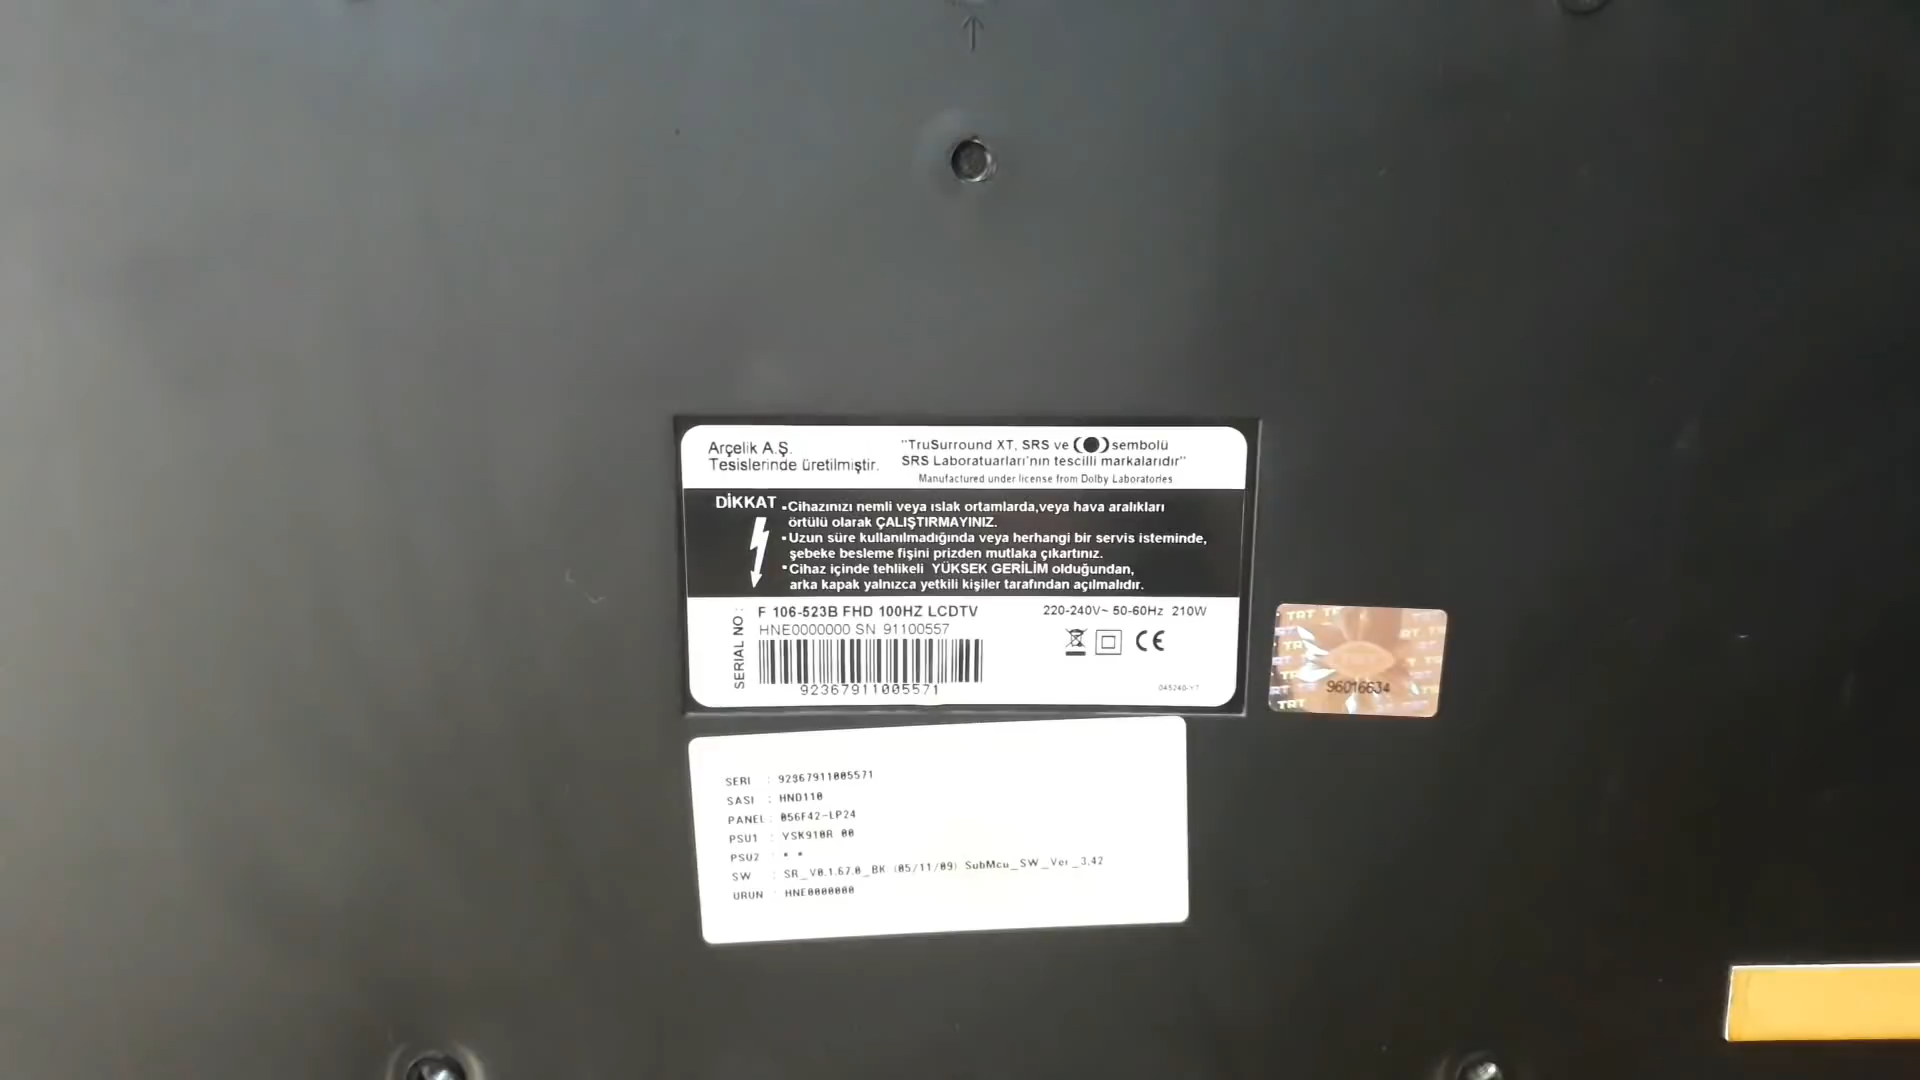 Arçelik A.Ş.
Tesislerinde üretilmiştir.
"TruSurround XT, SRS ve sembolü
SRS Laboratuarları'nın tescilli markalarıdır"
Manufactured under license from Dolby Laboratories
DİKKAT
•Cihazınızı nemli veya ıslak ortamlarda,veya hava aralıkları
örtülü olarak ÇALIŞTIRMAYINIZ.
•Uzun süre kullanılmadığında veya herhangi bir servis isteminde,
şebeke besleme fişini prizden mutlaka çıkartınız.
•Cihaz içinde tehlikeli YÜKSEK GERİLİM olduğundan,
arka kapak yalnızca yetkili kişiler tarafından açılmalıdır.
SERIAL NO :
F 106-523B FHD 100HZ LCDTV
HNE0000000 SN 91100557
92367911005571
220-240V~ 50-60Hz 210W
CE
TRT
96016634
SERI : 92367911005571
SASI : HND110
PANEL : 056F42-LP24
PSU1 : YSK910R 00
PSU2 : * *
SW : SR_V0.1.67.0_BK (05/11/09) SubMcu_SW_Ver_3.42
URUN : HNE0000000